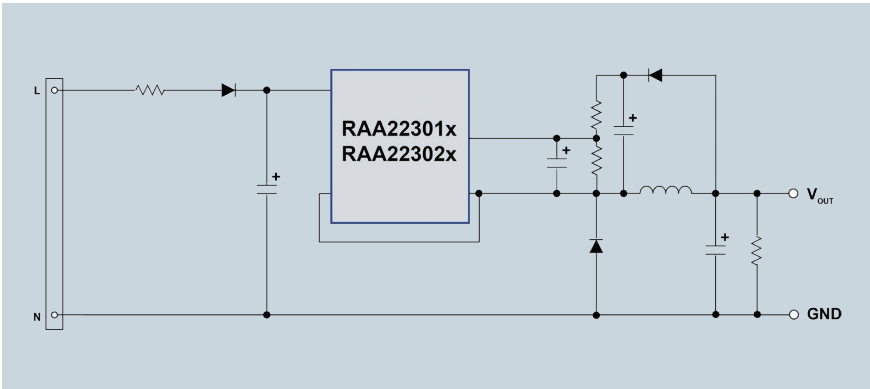 L
RAA22301x
RAA22302x
+
+
+
+
VOUT
N
GND